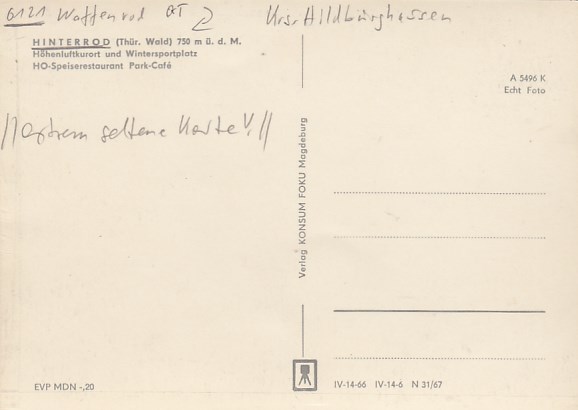 6121 Waffenrod OT
Krs. Hildburghausen
HINTERROD (Thür. Wald) 750 m ü. d. M.
Höhenluftkurort und Wintersportplatz
HO-Speiserestaurant Park-Café
A 5496 K
Echt Foto
//extrem seltene Karte!!//
Verlag KONSUM FOKU Magdeburg
EVP MDN -,20
IV-14-66 IV-14-6 N 31/67